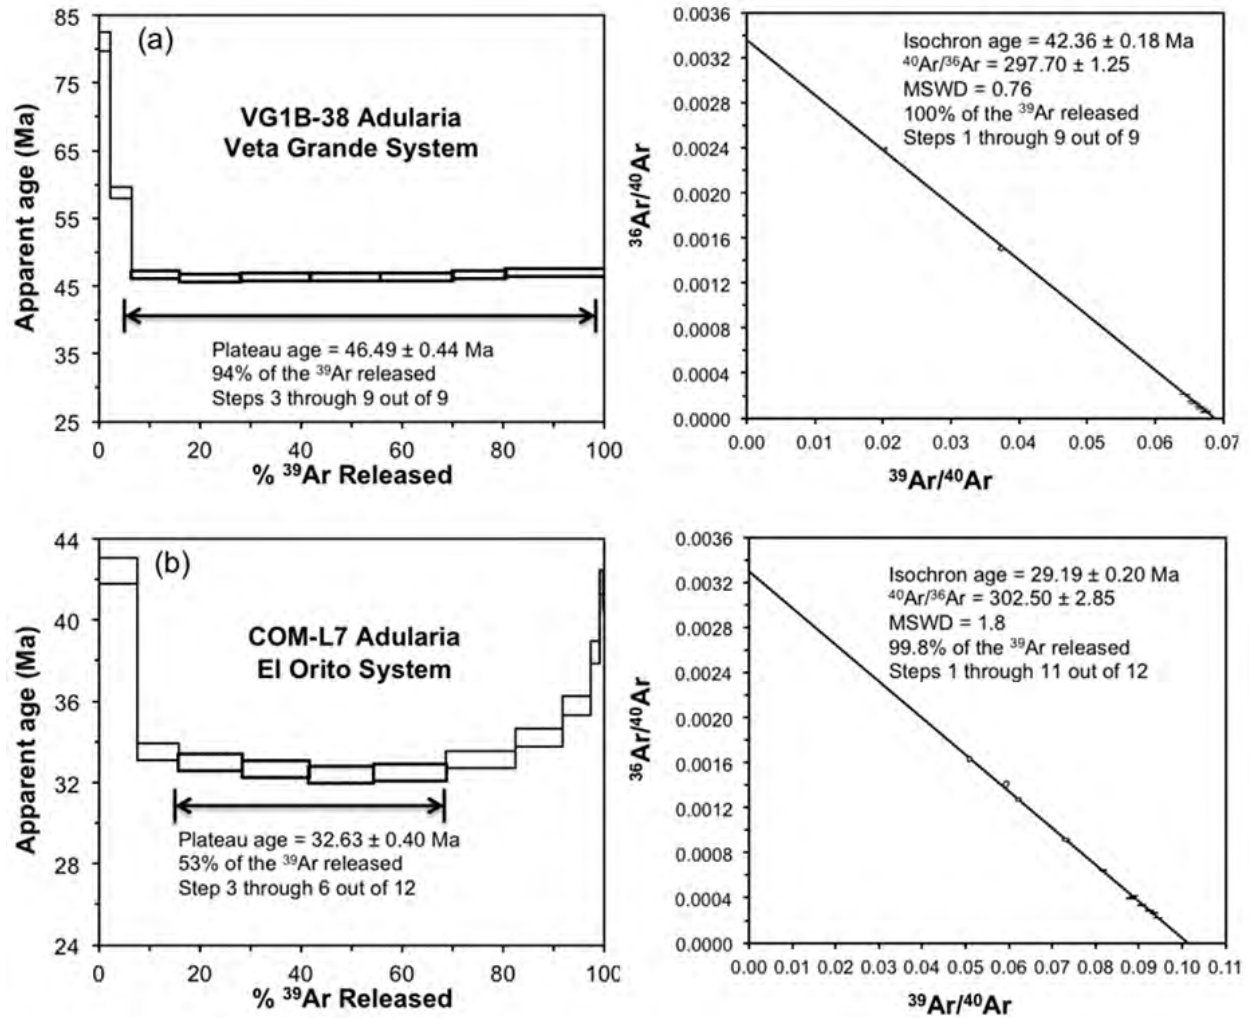 (a)
85
75
65
55
45
35
25
Apparent age (Ma)
VG1B-38 Adularia
Veta Grande System
Plateau age = 46.49 ± 0.44 Ma
94% of the ³⁹Ar released
Steps 3 through 9 out of 9
0 20 40 60 80 100
% ³⁹Ar Released
0.0036
0.0032
0.0028
0.0024
0.0020
0.0016
0.0012
0.0008
0.0004
0.0000
³⁶Ar/⁴⁰Ar
Isochron age = 42.36 ± 0.18 Ma
⁴⁰Ar/³⁶Ar = 297.70 ± 1.25
MSWD = 0.76
100% of the ³⁹Ar released
Steps 1 through 9 out of 9
0.00 0.01 0.02 0.03 0.04 0.05 0.06 0.07
³⁹Ar/⁴⁰Ar
(b)
44
40
36
32
28
24
Apparent age (Ma)
COM-L7 Adularia
El Orito System
Plateau age = 32.63 ± 0.40 Ma
53% of the ³⁹Ar released
Step 3 through 6 out of 12
0 20 40 60 80 100
% ³⁹Ar Released
0.0036
0.0032
0.0028
0.0024
0.0020
0.0016
0.0012
0.0008
0.0004
0.0000
³⁶Ar/⁴⁰Ar
Isochron age = 29.19 ± 0.20 Ma
⁴⁰Ar/³⁶Ar = 302.50 ± 2.85
MSWD = 1.8
99.8% of the ³⁹Ar released
Steps 1 through 11 out of 12
0.00 0.01 0.02 0.03 0.04 0.05 0.06 0.07 0.08 0.09 0.10 0.11
³⁹Ar/⁴⁰Ar